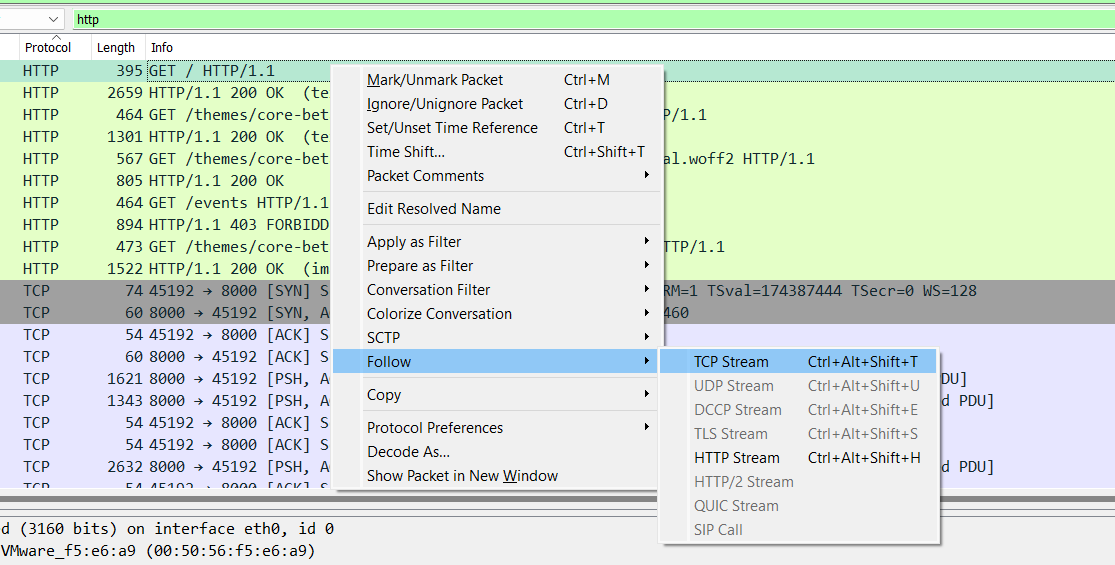 http
Protocol Length Info
HTTP 395 GET / HTTP/1.1
HTTP 2659 HTTP/1.1 200 OK (te
HTTP 464 GET /themes/core-bet P/1.1
HTTP 1301 HTTP/1.1 200 OK (te
HTTP 567 GET /themes/core-bet al.woff2 HTTP/1.1
HTTP 805 HTTP/1.1 200 OK
HTTP 464 GET /events HTTP/1.1
HTTP 894 HTTP/1.1 403 FORBIDD
HTTP 473 GET /themes/core-bet TTP/1.1
HTTP 1522 HTTP/1.1 200 OK (im
TCP 74 45192 → 8000 [SYN] S RM=1 TSval=174387444 TSecr=0 WS=128
TCP 60 8000 → 45192 [SYN, A 460
TCP 54 45192 → 8000 [ACK] S
TCP 60 8000 → 45192 [ACK] S
TCP 1621 8000 → 45192 [PSH, A DU]
TCP 1343 8000 → 45192 [PSH, A d PDU]
TCP 54 45192 → 8000 [ACK] S
TCP 54 45192 → 8000 [ACK] S
TCP 2632 8000 → 45192 [PSH, A d PDU]
TCP 54 45192 → 8000 [ACK] S
Mark/Unmark Packet Ctrl+M
Ignore/Unignore Packet Ctrl+D
Set/Unset Time Reference Ctrl+T
Time Shift... Ctrl+Shift+T
Packet Comments
Edit Resolved Name
Apply as Filter
Prepare as Filter
Conversation Filter
Colorize Conversation
SCTP
Follow
Copy
Protocol Preferences
Decode As...
Show Packet in New Window
TCP Stream Ctrl+Alt+Shift+T
UDP Stream Ctrl+Alt+Shift+U
DCCP Stream Ctrl+Alt+Shift+E
TLS Stream Ctrl+Alt+Shift+S
HTTP Stream Ctrl+Alt+Shift+H
HTTP/2 Stream
QUIC Stream
SIP Call
ed (3160 bits) on interface eth0, id 0
VMware_f5:e6:a9 (00:50:56:f5:e6:a9)